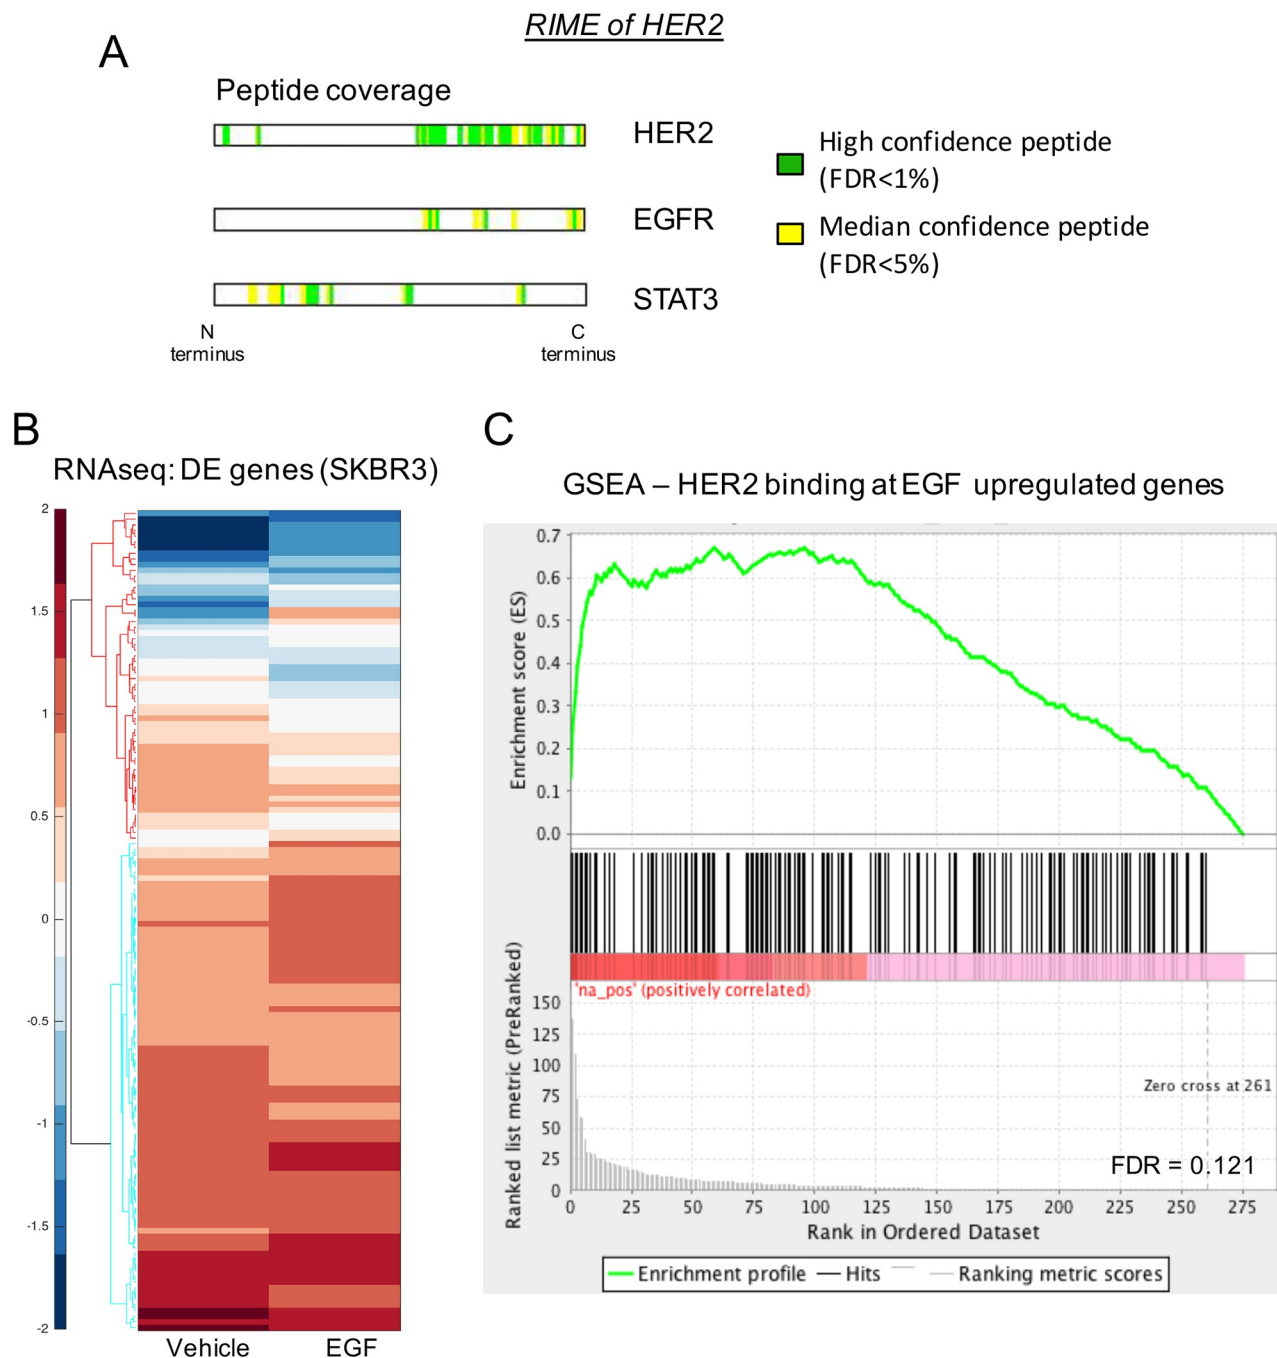 RIME of HER2
A
Peptide coverage
HER2
EGFR
STAT3
N
terminus
C
terminus
High confidence peptide
(FDR<1%)
Median confidence peptide
(FDR<5%)
B
RNAseq: DE genes (SKBR3)
2
1.5
1
0.5
0
-0.5
-1
-1.5
-2
Vehicle
EGF
C
GSEA – HER2 binding at EGF upregulated genes
Enrichment score (ES)
0.7
0.6
0.5
0.4
0.3
0.2
0.1
0.0
'na_pos' (positively correlated)
Ranked list metric (PreRanked)
150
125
100
75
50
25
0
Zero cross at 261
FDR = 0.121
0 25 50 75 100 125 150 175 200 225 250 275
Rank in Ordered Dataset
Enrichment profile
Hits
Ranking metric scores